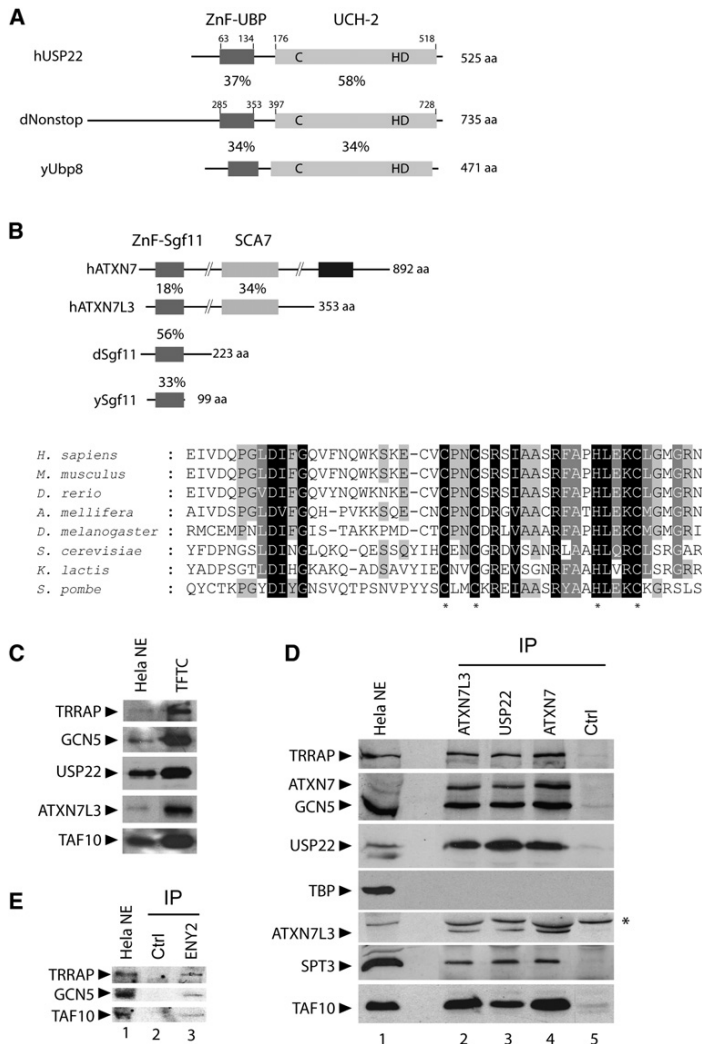 A
ZnF-UBP UCH-2
63 134 176 518
hUSP22 C HD 525 aa
37% 58%
285 353 397 728
dNonstop C HD 735 aa
34% 34%
yUbp8 C HD 471 aa
B
ZnF-Sgf11 SCA7
hATXN7 // // 892 aa
18% 34%
hATXN7L3 // 353 aa
56%
dSgf11 223 aa
33%
ySgf11 99 aa
H. sapiens : EIVDQPGLDIFGQVFNQWKSKE-CVCPNCSRSIAASRFAPHLEKCLGMGRN
M. musculus : EIVDQPGLDIFGQVFNQWKSKE-CVCPNCSRSIAASRFAPHLEKCLGMGRN
D. rerio : EIVDQPGVDIFGQVYNQWKNKE-CVCPNCSRSIAASRFAPHLEKCLGMGRN
A. mellifera : AIVDSPGLDVFGQH-PVKKSQE-CNCPNCDRGVAACRFAPHLEKCMGMGRN
D. melanogaster : RMCEMPNLDIFGIS-TAKKPMD-CTCPNCDRLVAAARFAPHLEKCMGMGRI
S. cerevisiae : YFDPNGSLDINGLQKQ-QESSQYIHCENCGRDVSANRLAAHLQRCLSRGAR
K. lactis : YADPSGTLDIHGKAKQ-ADSAVYIECNVCGREVSGNRFAAHLVRCLSRGRN
S. pombe : QYCTKPGYDIYGNSVQTPSNVPYYSCLMCKREIAASRYAAHLEKCKGRSLS
* * * *
C
Hela NE TFTC
TRRAP
GCN5
USP22
ATXN7L3
TAF10
D
IP
Hela NE ATXN7L3 USP22 ATXN7 Ctrl
TRRAP
ATXN7
GCN5
USP22
TBP
ATXN7L3 *
SPT3
TAF10
1 2 3 4 5
E
IP
Hela NE Ctrl ENY2
TRRAP
GCN5
TAF10
1 2 3